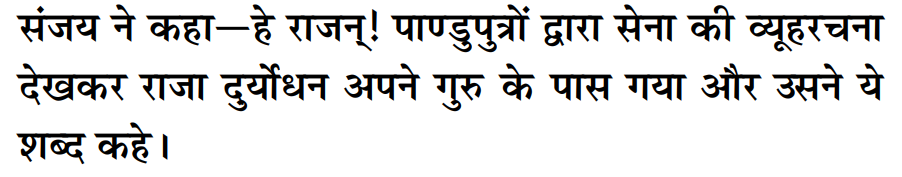 संजय ने कहा—हे राजन्! पाण्डुपुत्रों द्वारा सेना की व्यूहरचना
देखकर राजा दुर्योधन अपने गुरु के पास गया और उसने ये
शब्द कहे।